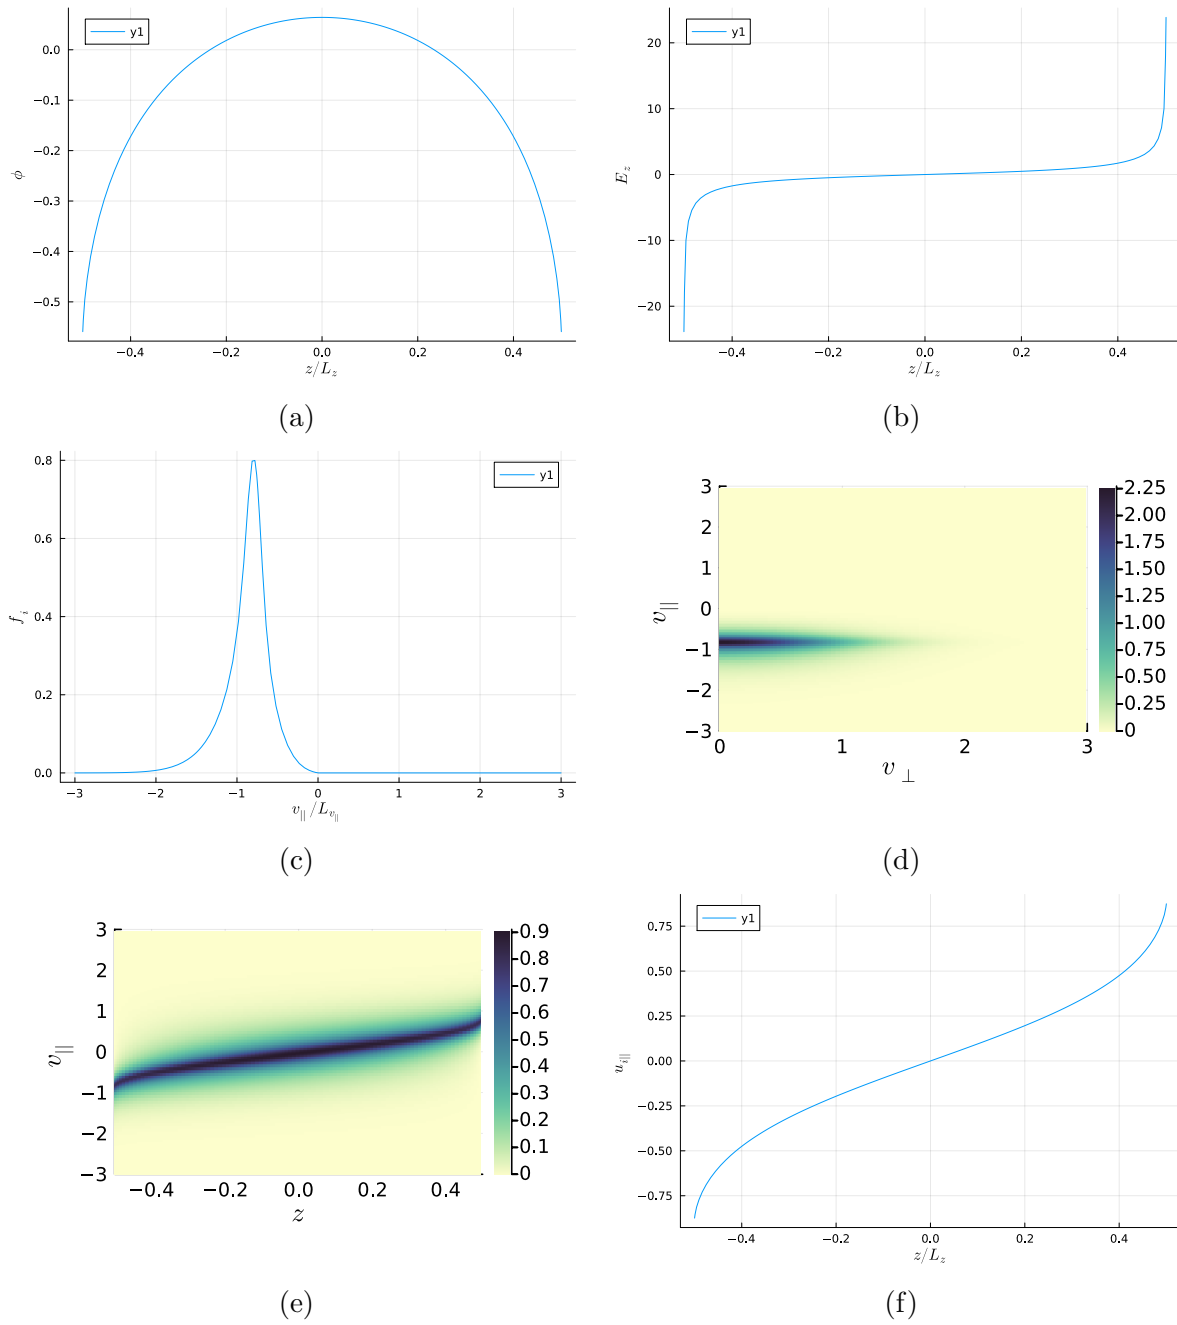 y1
0.0
−0.1
−0.2
−0.3
−0.4
−0.5
ϕ
−0.4 −0.2 0.0 0.2 0.4
z/L_z
(a)
y1
20
10
0
−10
−20
E_z
−0.4 −0.2 0.0 0.2 0.4
z/L_z
(b)
y1
0.8
0.6
0.4
0.2
0.0
f_i
−3 −2 −1 0 1 2 3
v_||/L_{v_||}
(c)
3
2
1
0
−1
−2
−3
v_||
0 1 2 3
v_⊥
2.25
2.00
1.75
1.50
1.25
1.00
0.75
0.50
0.25
0
(d)
3
2
1
0
−1
−2
−3
v_||
−0.4 −0.2 0.0 0.2 0.4
z
0.9
0.8
0.7
0.6
0.5
0.4
0.3
0.2
0.1
0
(e)
y1
0.75
0.50
0.25
0.00
−0.25
−0.50
−0.75
u_{i||}
−0.4 −0.2 0.0 0.2 0.4
z/L_z
(f)